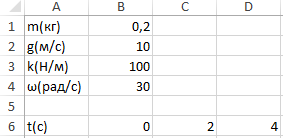 A B C D
1 m(кг) 0,2
2 g(м/с) 10
3 k(Н/м) 100
4 ω(рад/с) 30
5
6 t(с) 0 2 4